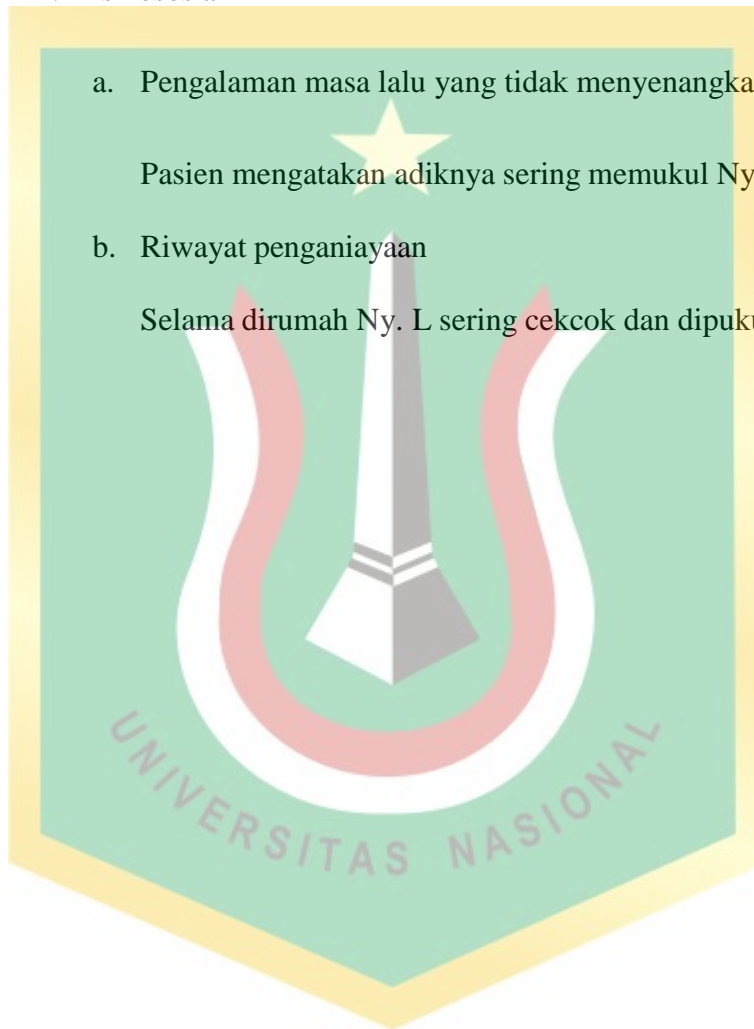 a. Pengalaman masa lalu yang tidak menyenangka
Pasien mengatakan adiknya sering memukul Ny
b. Riwayat penganiayaan
Selama dirumah Ny. L sering cekcok dan dipuku
UNIVERSITAS NASIONAL